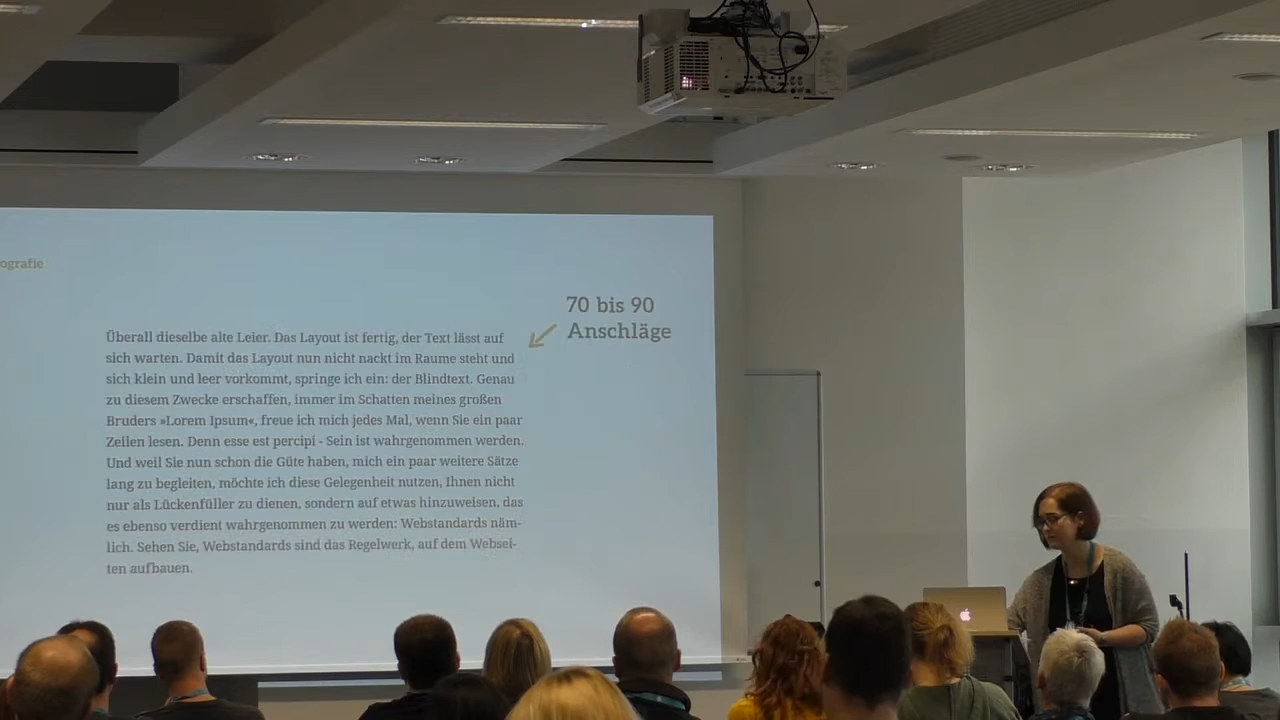 ografie
70 bis 90
Anschläge
Überall dieselbe alte Leier. Das Layout ist fertig, der Text lässt auf
sich warten. Damit das Layout nun nicht nackt im Raume steht und
sich klein und leer vorkommt, springe ich ein: der Blindtext. Genau
zu diesem Zwecke erschaffen, immer im Schatten meines großen
Bruders »Lorem Ipsum«, freue ich mich jedes Mal, wenn Sie ein paar
Zeilen lesen. Denn esse est percipi - Sein ist wahrgenommen werden.
Und weil Sie nun schon die Güte haben, mich ein paar weitere Sätze
lang zu begleiten, möchte ich diese Gelegenheit nutzen, Ihnen nicht
nur als Lückenfüller zu dienen, sondern auf etwas hinzuweisen, das
es ebenso verdient wahrgenommen zu werden: Webstandards näm-
lich. Sehen Sie, Webstandards sind das Regelwerk, auf dem Websei-
ten aufbauen.